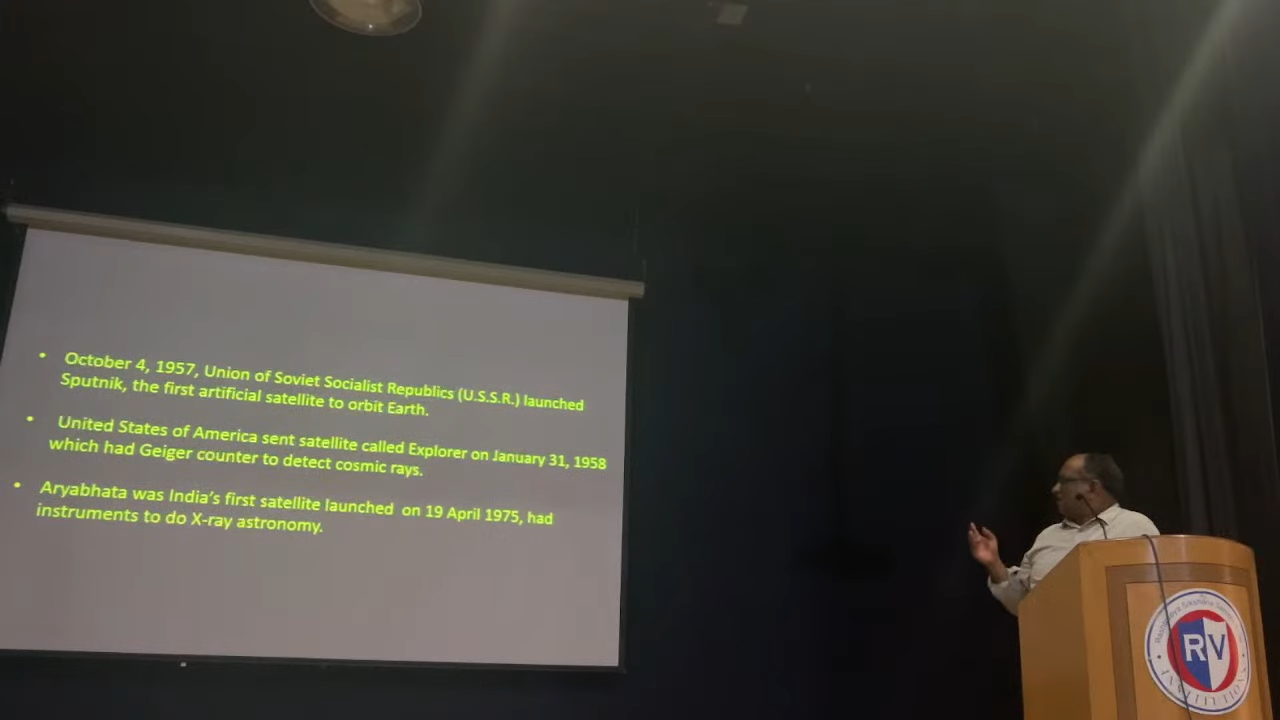 • October 4, 1957, Union of Soviet Socialist Republics (U.S.S.R.) launched
Sputnik, the first artificial satellite to orbit Earth.
• United States of America sent satellite called Explorer on January 31, 1958
which had Geiger counter to detect cosmic rays.
• Aryabhata was India's first satellite launched on 19 April 1975, had
instruments to do X-ray astronomy.
RV
INSTITUTIONS